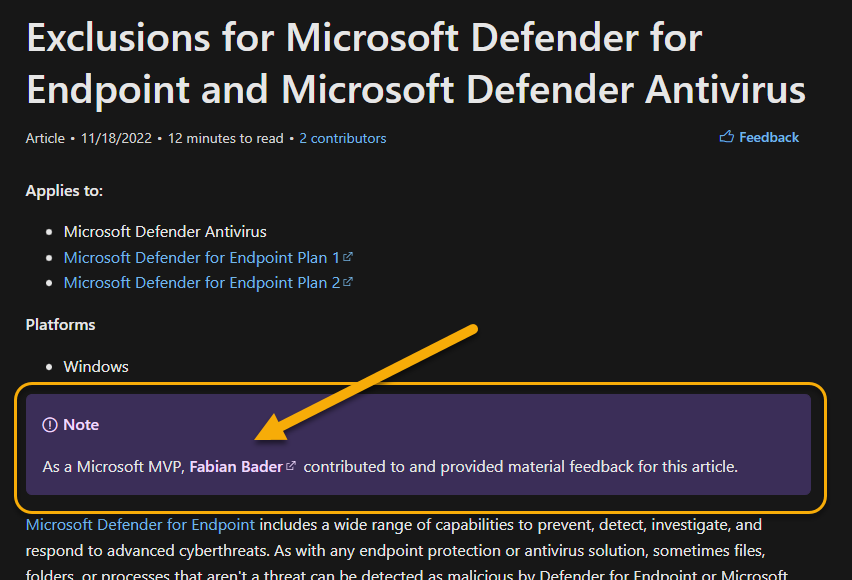 Exclusions for Microsoft Defender for
Endpoint and Microsoft Defender Antivirus
Article • 11/18/2022 • 12 minutes to read • 2 contributors
Feedback
Applies to:
• Microsoft Defender Antivirus
• Microsoft Defender for Endpoint Plan 1
• Microsoft Defender for Endpoint Plan 2
Platforms
• Windows
Note
As a Microsoft MVP, Fabian Bader contributed to and provided material feedback for this article.
Microsoft Defender for Endpoint includes a wide range of capabilities to prevent, detect, investigate, and
respond to advanced cyberthreats. As with any endpoint protection or antivirus solution, sometimes files,
folders, or processes that aren't a threat can be detected as malicious by Defender for Endpoint or Microsoft